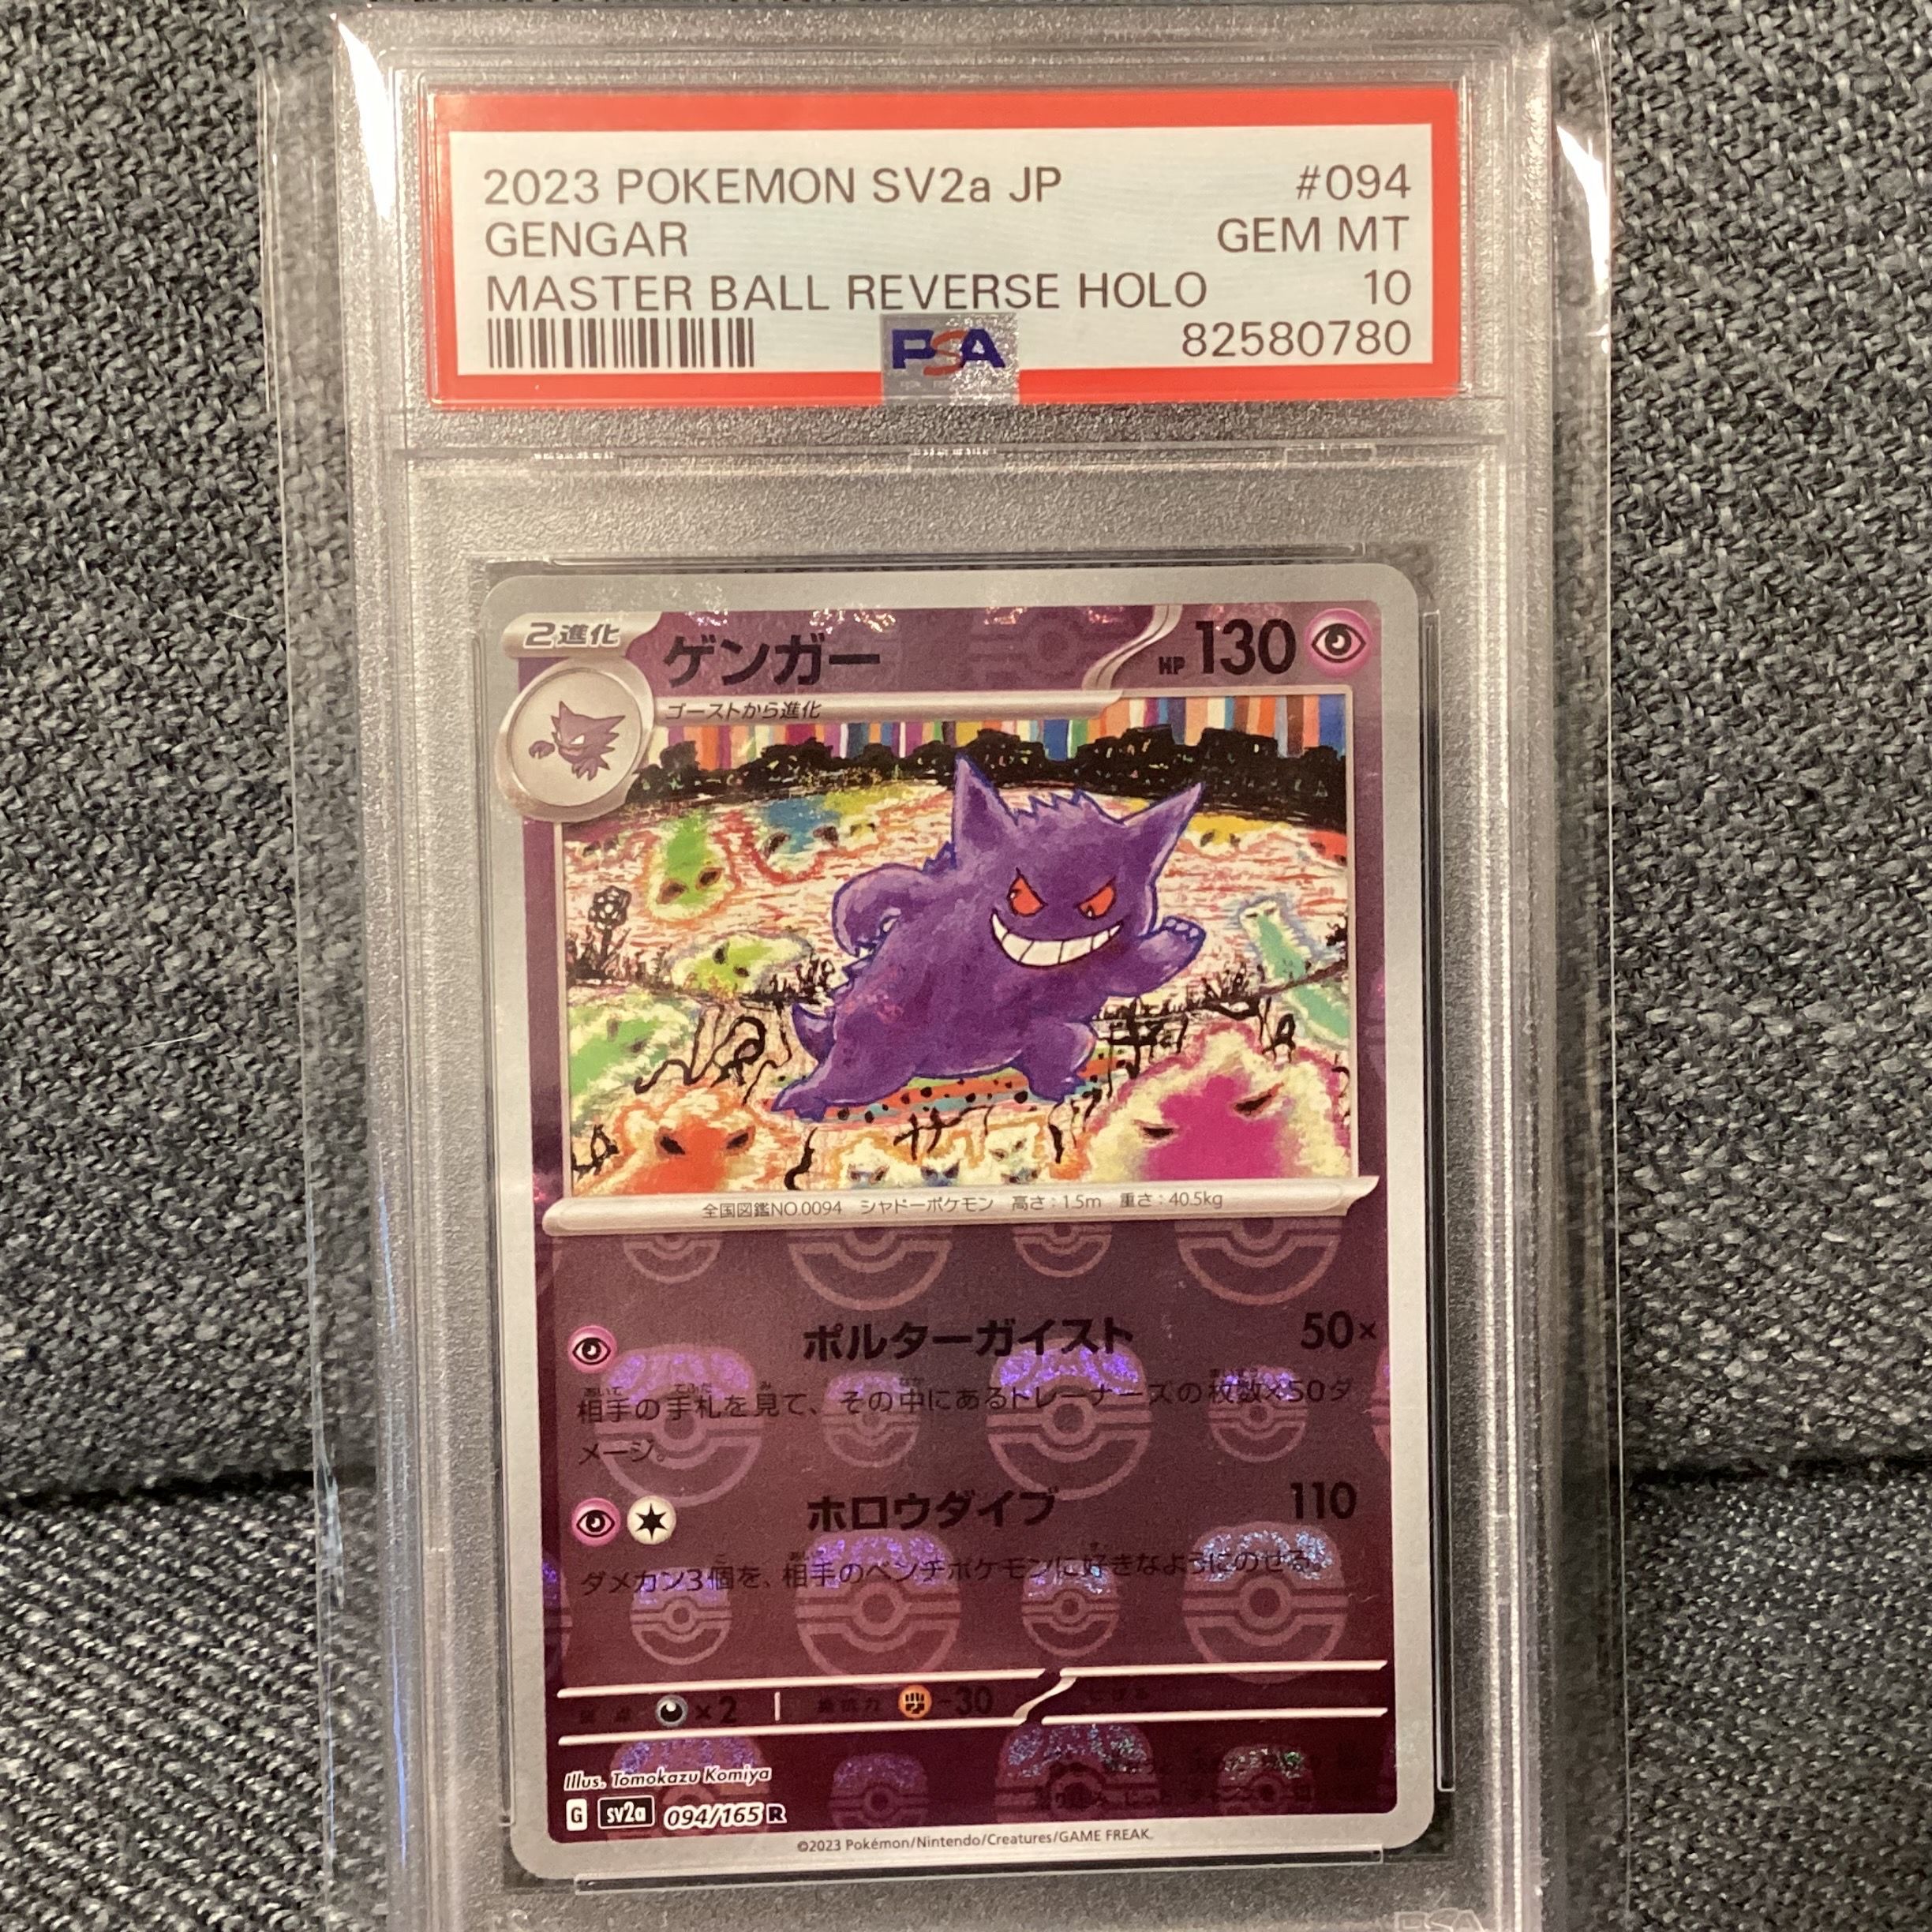 2023 POKEMON SV2a JP #094
GENGAR GEM MT
MASTER BALL REVERSE HOLO 10
PSA 82580780
2進化 ゲンガー HP 130
ゴーストから進化
全国図鑑NO.0094 シャドーポケモン 高さ:1.5m 重さ:40.5kg
ポルターガイスト 50×
相手の手札を見て、その中にあるトレーナーズの枚数×50ダ
メージ。
ホロウダイブ 110
ダメカン3個を、相手のベンチポケモンに好きなようにのせる。
×2 抵抗力 -30
Illus. Tomokazu Komiya
G sv2a 094/165 R
©2023 Pokémon/Nintendo/Creatures/GAME FREAK.